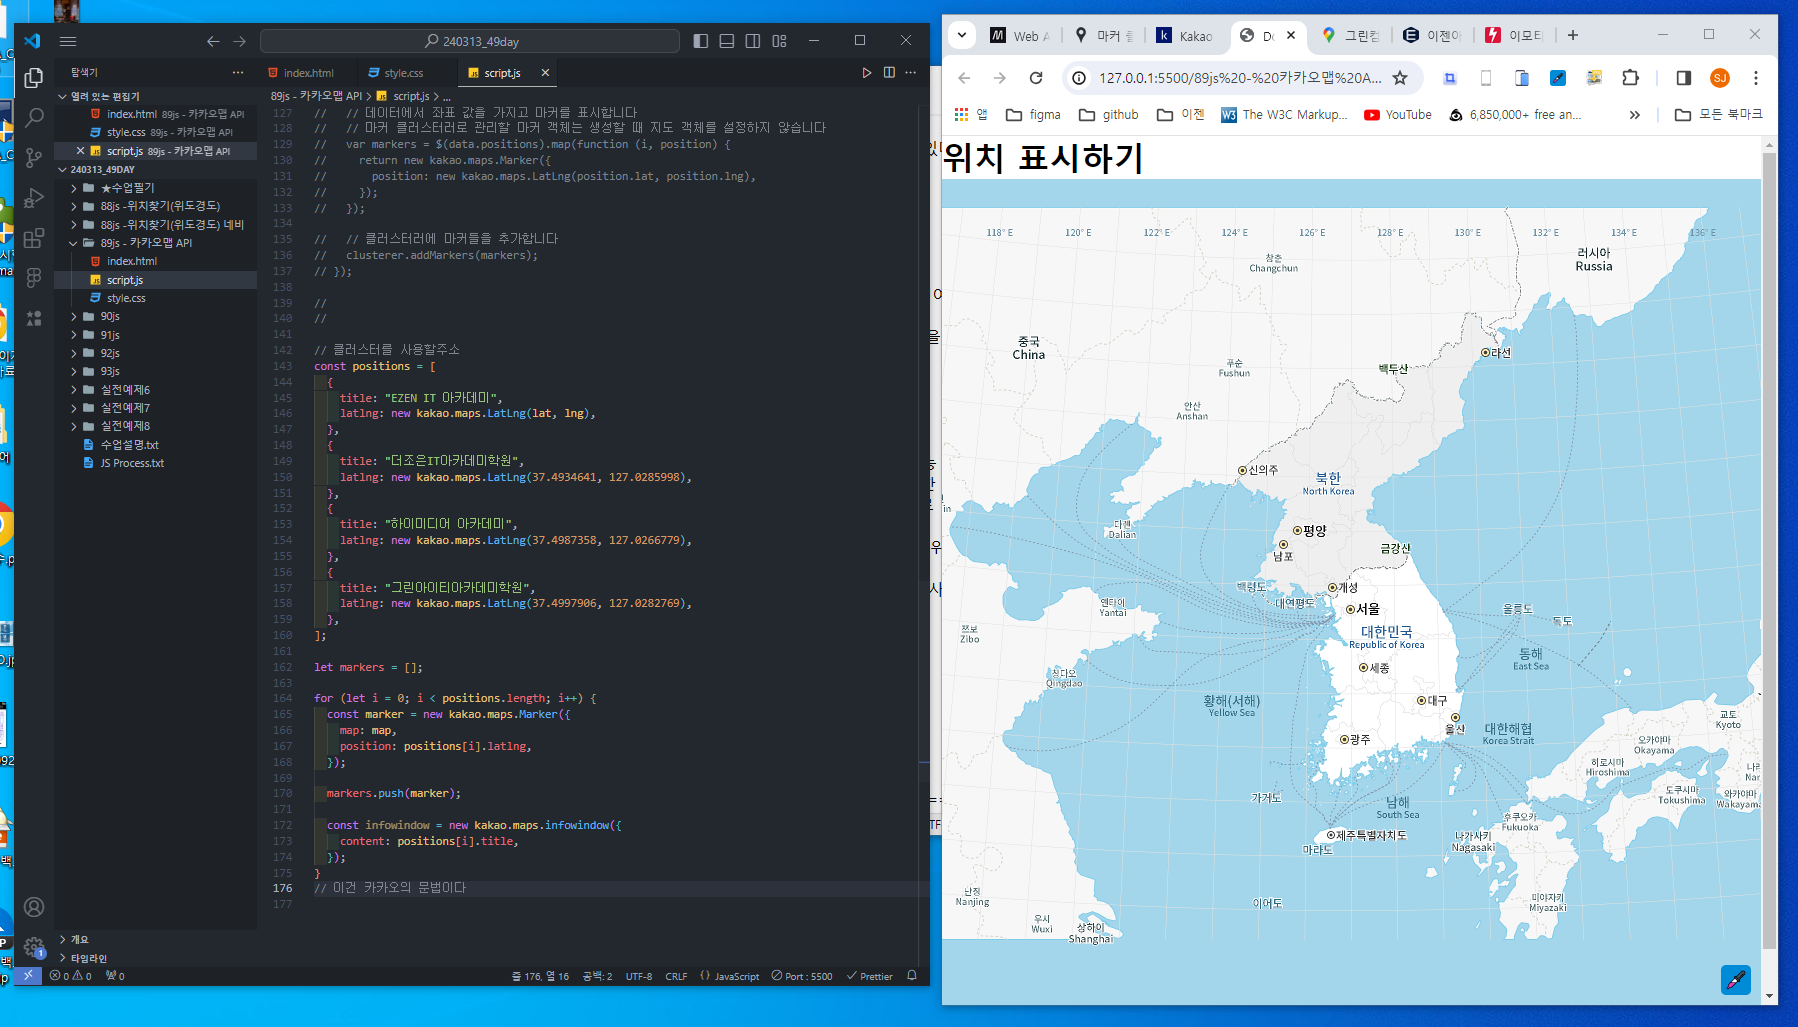 240313_49day
탐색기
index.html
style.css
script.js
열려 있는 편집기
index.html 89js - 카카오맵 API
style.css 89js - 카카오맵 API
script.js 89js - 카카오맵 API
240313_49DAY
★수업필기
88js -위치찾기(위도경도)
88js -위치찾기(위도경도) 네비
89js - 카카오맵 API
index.html
script.js
style.css
90js
91js
92js
93js
실전예제6
실전예제7
실전예제8
수업설명.txt
JS Process.txt
개요
타임라인
89js - 카카오맵 API > script.js > ...
127 // // 데이터에서 좌표 값을 가지고 마커를 표시합니다
128 // // 마커 클러스터러로 관리할 마커 객체는 생성할 때 지도 객체를 설정하지 않습니다
129 // var markers = $(data.positions).map(function (i, position) {
130 // return new kakao.maps.Marker({
131 // position: new kakao.maps.LatLng(position.lat, position.lng),
132 // });
133 // });
134
135 // // 클러스터러에 마커들을 추가합니다
136 // clusterer.addMarkers(markers);
137 // });
138
139 //
140 //
141
142 // 클러스터를 사용할주소
143 const positions = [
144 {
145 title: "EZEN IT 아카데미",
146 latlng: new kakao.maps.LatLng(lat, lng),
147 },
148 {
149 title: "더조은IT아카데미학원",
150 latlng: new kakao.maps.LatLng(37.4934641, 127.0285998),
151 },
152 {
153 title: "하이미디어 아카데미",
154 latlng: new kakao.maps.LatLng(37.4987358, 127.0266779),
155 },
156 {
157 title: "그린아이티아카데미학원",
158 latlng: new kakao.maps.LatLng(37.4997906, 127.0282769),
159 },
160 ];
161
162 let markers = [];
163
164 for (let i = 0; i < positions.length; i++) {
165 const marker = new kakao.maps.Marker({
166 map: map,
167 position: positions[i].latlng,
168 });
169
170 markers.push(marker);
171
172 const infowindow = new kakao.maps.infowindow({
173 content: positions[i].title,
174 });
175 }
176 // 이건 카카오의 문법이다
177
0 0 0
줄 176, 열 16 공백: 2 UTF-8 CRLF {} JavaScript Port : 5500 Prettier
Web A
마커 클
Kakao
Do
그린컴
이젠아
이모티
127.0.0.1:5500/89js%20-%20카카오맵%20A...
SJ
앱 figma github 이젠 The W3C Markup... YouTube 6,850,000+ free an... » 모든 북마크
위치 표시하기
118° E 120° E 122° E 124° E 126° E 128° E 130° E 132° E 134° E 136° E
러시아
Russia
창춘
Changchun
중국
China
라선
푸순
Fushun
백두산
안산
Anshan
신의주
북한
North Korea
다롄
Dalian
평양
남포
금강산
백령도
개성
대연평도
옌타이
Yantai
서울
울릉도
독도
쯔보
Zibo
대한민국
Republic of Korea
동해
East Sea
세종
칭다오
Qingdao
황해(서해)
Yellow Sea
대구
울산
대한해협
Korea Strait
교토
Kyoto
광주
오카야마
Okayama
히로시마
Hiroshima
도쿠시마
Tokushima
와카야마
Wakayama
가거도
남해
South Sea
후쿠오카
Fukuoka
제주특별자치도
마라도
나가사키
Nagasaki
난징
Nanjing
이어도
미야자키
Miyazaki
우시
Wuxi
상하이
Shanghai